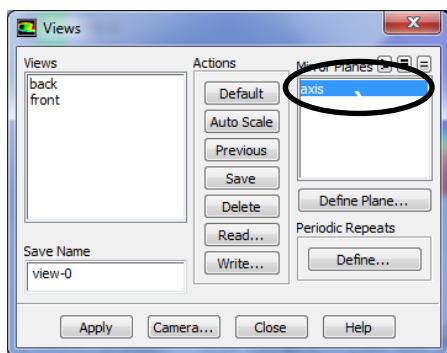 Views
Views
back
front
Save Name
view-0
Actions
Default
Auto Scale
Previous
Save
Delete
Read...
Write...
Mirror Planes
axis
Define Plane...
Periodic Repeats
Define...
Apply
Camera...
Close
Help